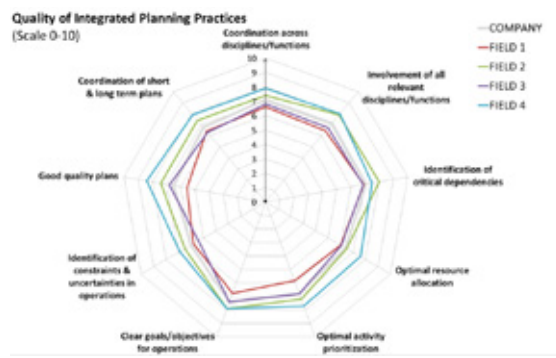 Quality of Integrated Planning Practices
(Scale 0-10)
Coordination across
disciplines/functions
COMPANY
FIELD 1
FIELD 2
FIELD 3
FIELD 4
Involvement of all
relevant
disciplines/functions
Coordination of short
& long term plans
10
9
8
7
6
5
4
3
2
1
0
Good quality plans
Identification of
critical dependencies
Identification of
constraints &
uncertainties in
operations
Optimal resource
allocation
Clear goals/objectives
for operations
Optimal activity
prioritization